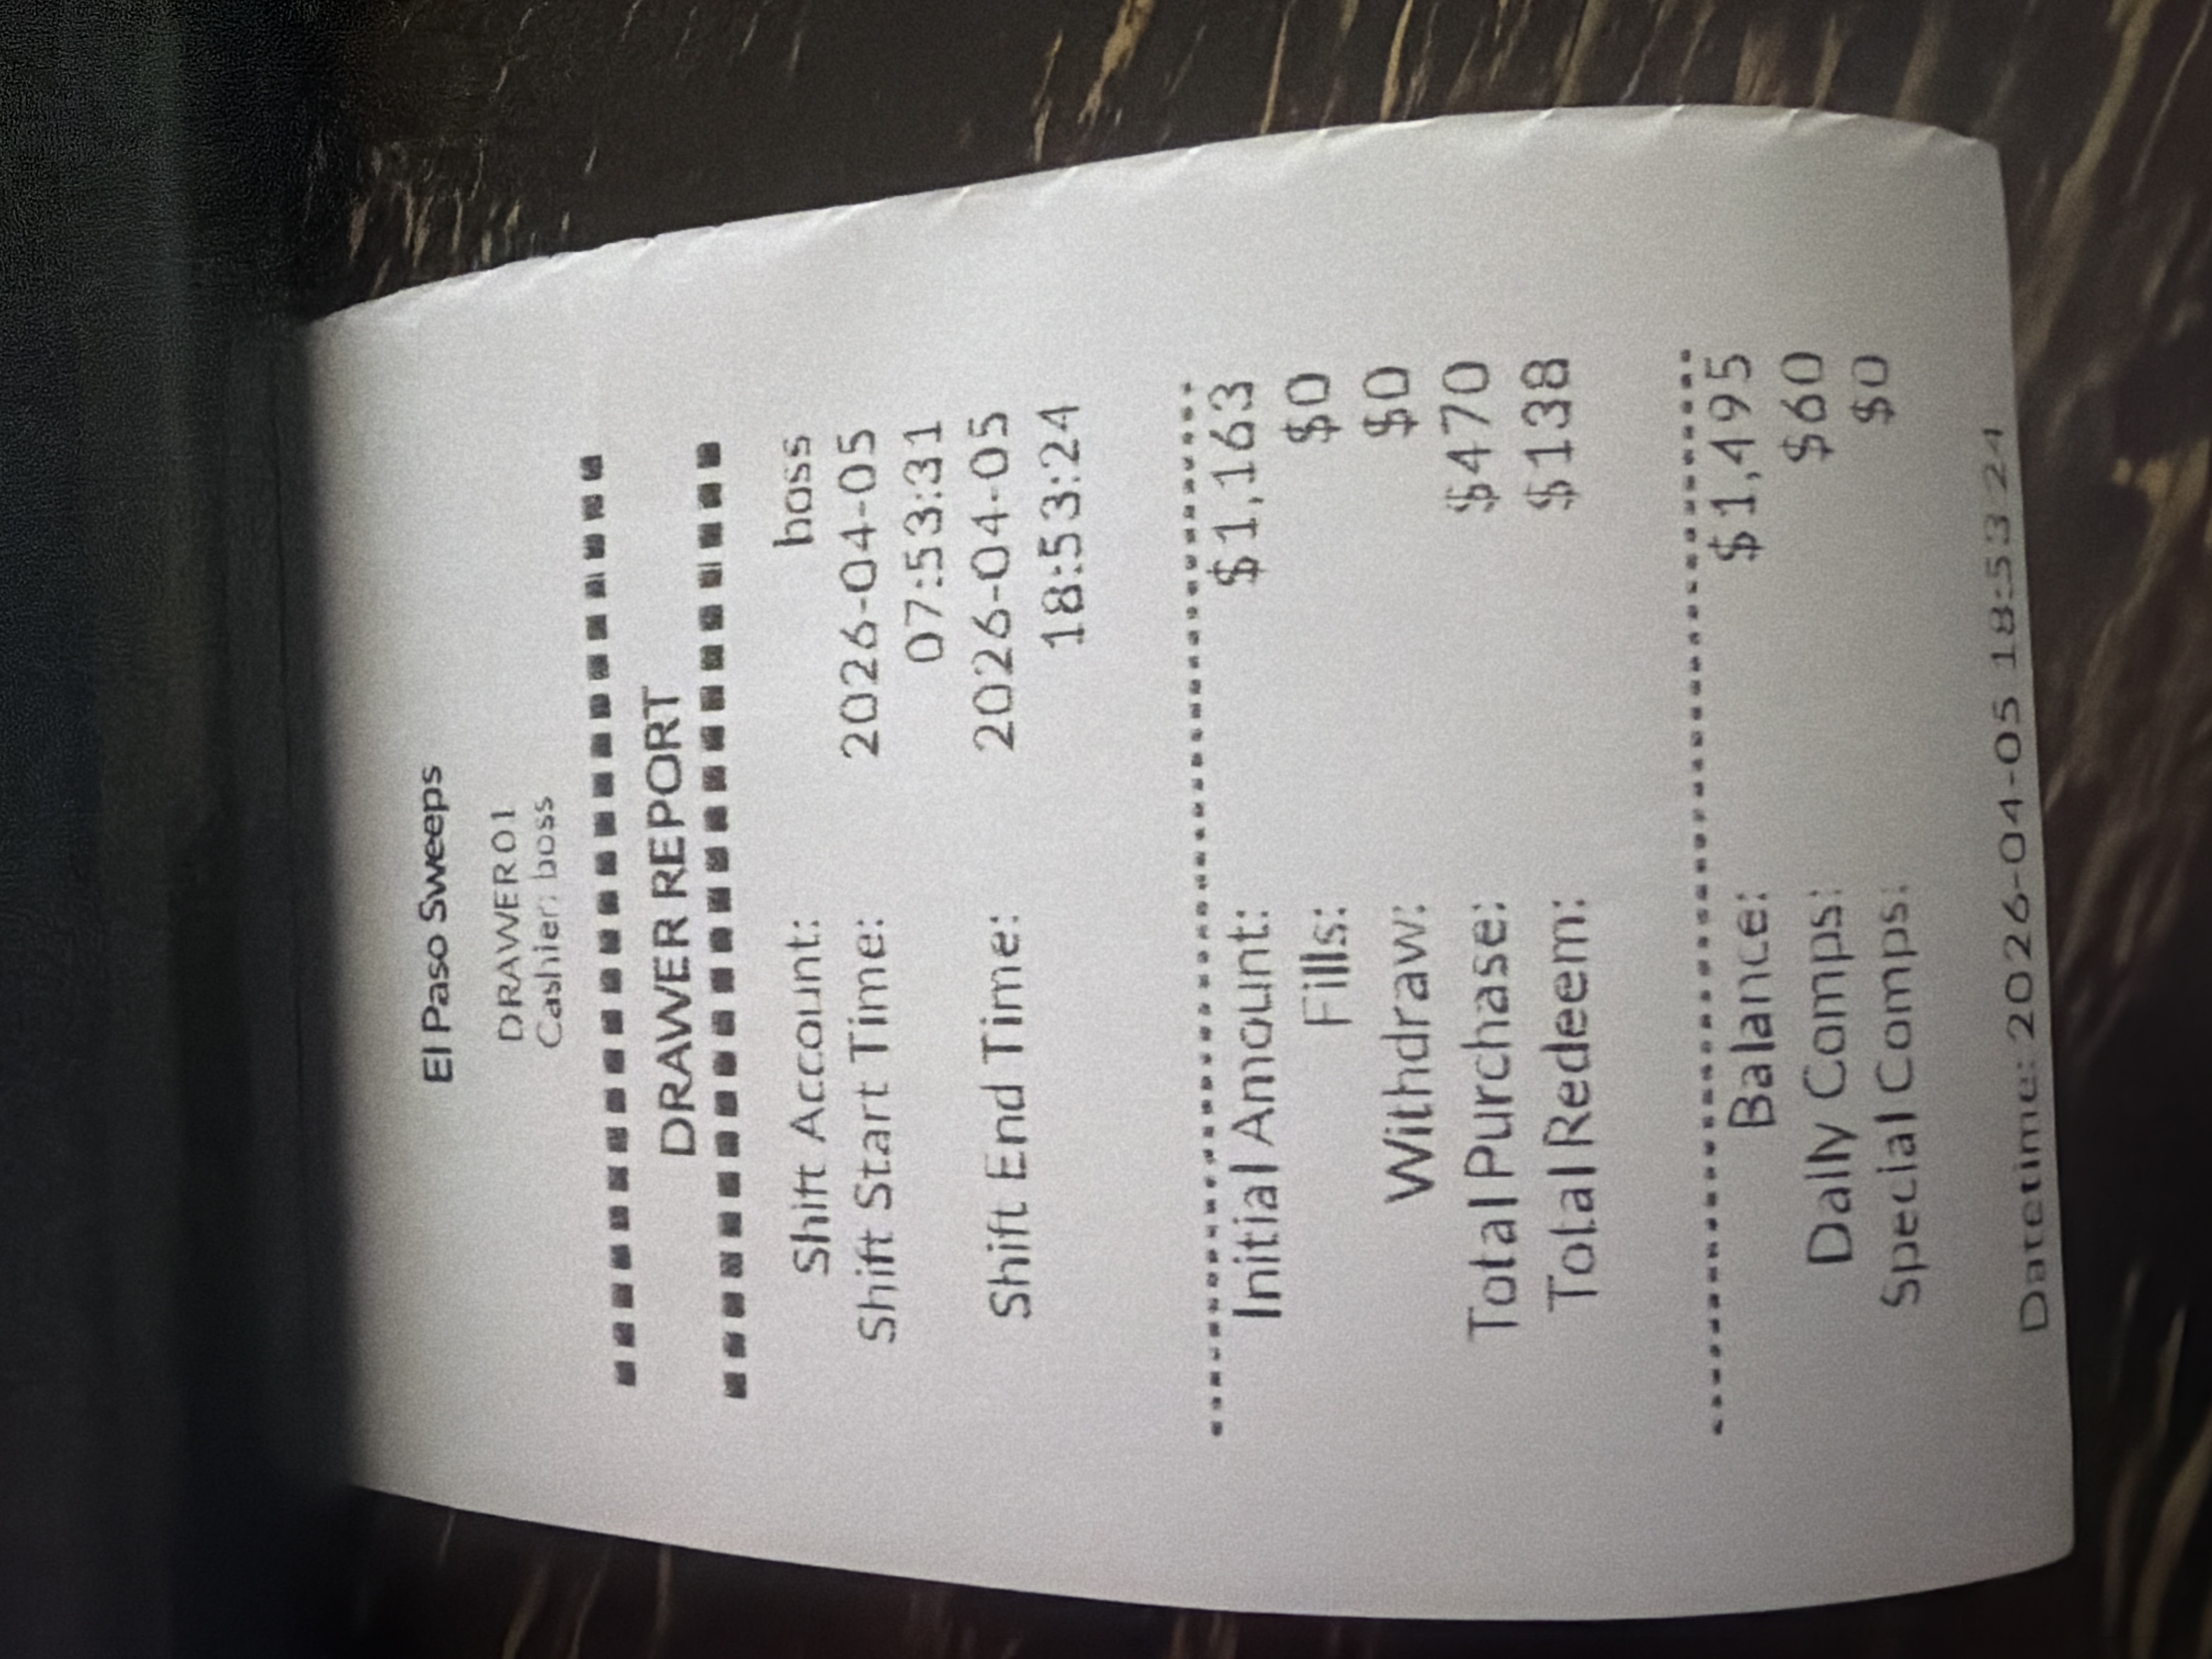 El Paso Sweeps
DRAWER01
Cashier: boss
DRAWER REPORT
Shift Account: boss
Shift Start Time: 2026-04-05
07:53:31
Shift End Time: 2026-04-05
18:53:24
Initial Amount: $1,163
Fills: $0
Withdraw: $0
Total Purchase: $470
Total Redeem: $138
Balance: $1,495
Daily Comps: $60
Special Comps: $0
Datetime: 2026-04-05 18:53:24